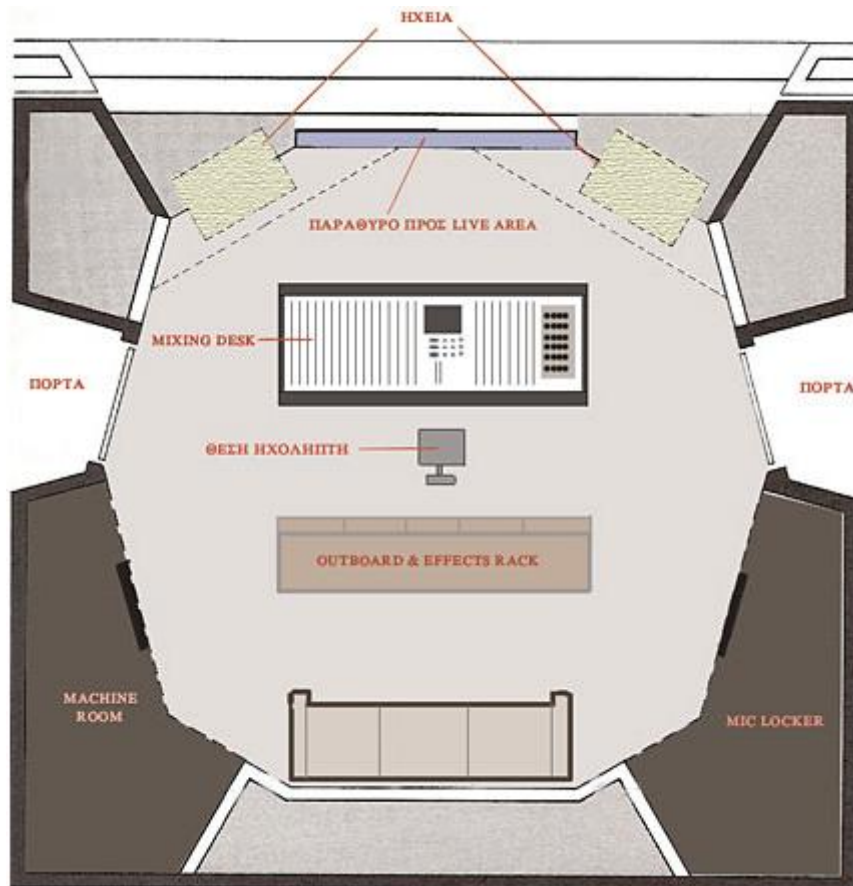 ΗΧΕΙΑ
ΠΑΡΑΘΥΡΟ ΠΡΟΣ LIVE AREA
MIXING DESK
ΠΟΡΤΑ
ΠΟΡΤΑ
ΘΕΣΗ ΗΧΟΛΗΠΤΗ
OUTBOARD & EFFECTS RACK
MACHINE
ROOM
MIC LOCKER